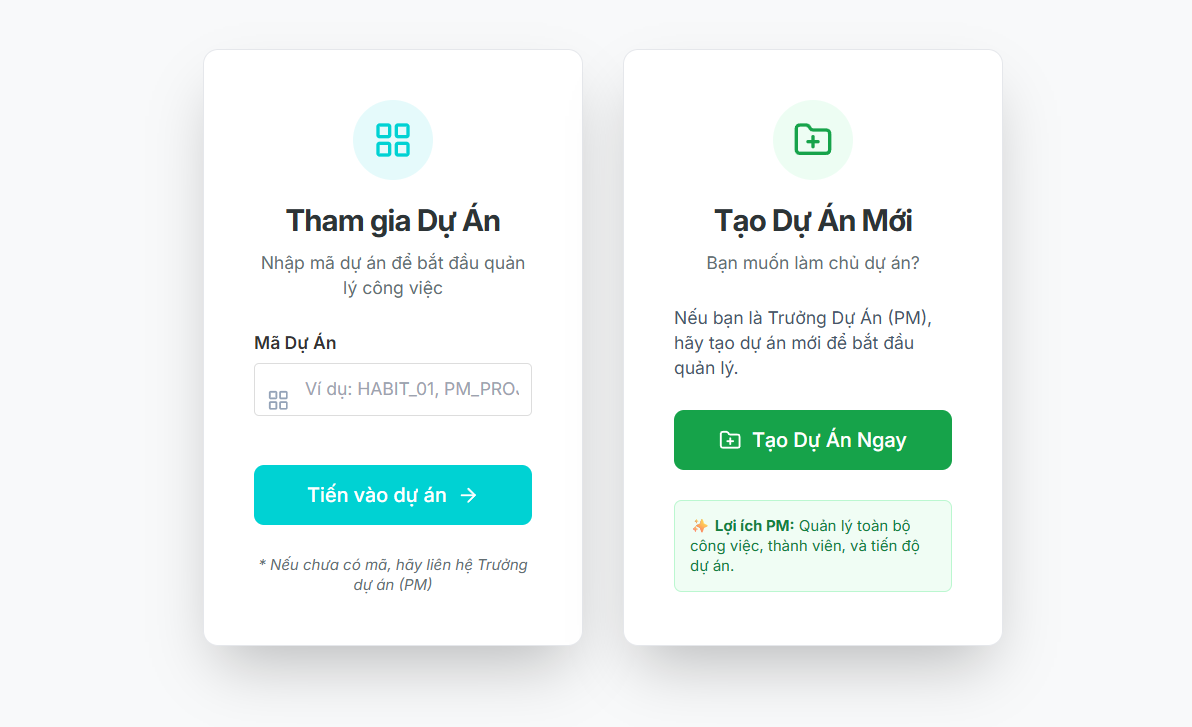 Tham gia Dự Án
Nhập mã dự án để bắt đầu quản
lý công việc
Mã Dự Án
Ví dụ: HABIT_01, PM_PROJ
Tiến vào dự án →
* Nếu chưa có mã, hãy liên hệ Trưởng
dự án (PM)
Tạo Dự Án Mới
Bạn muốn làm chủ dự án?
Nếu bạn là Trưởng Dự Án (PM),
hãy tạo dự án mới để bắt đầu
quản lý.
Tạo Dự Án Ngay
✨ Lợi ích PM: Quản lý toàn bộ
công việc, thành viên, và tiến độ
dự án.